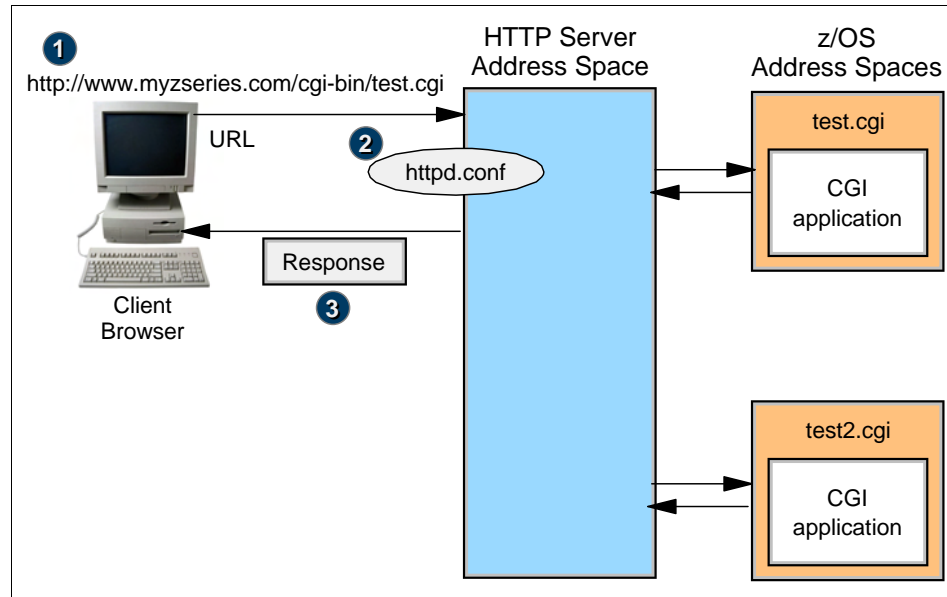 1
http://www.myzseries.com/cgi-bin/test.cgi
URL
2
httpd.conf
Response
3
Client
Browser
HTTP Server
Address Space
z/OS
Address Spaces
test.cgi
CGI
application
test2.cgi
CGI
application